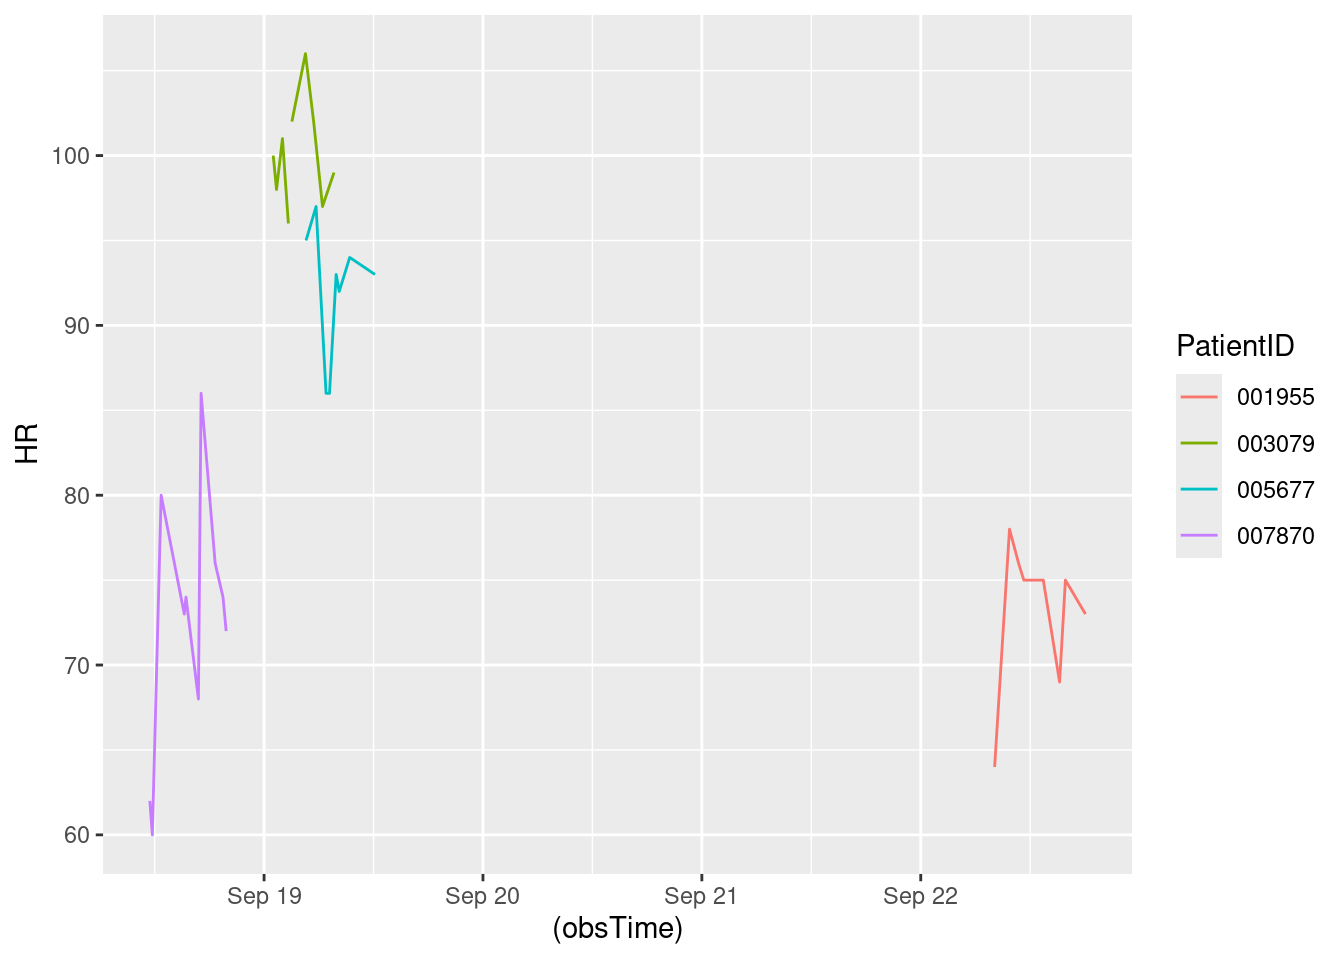 HR
100
90
80
70
60
Sep 19
Sep 20
Sep 21
Sep 22
(obsTime)
PatientID
001955
003079
005677
007870